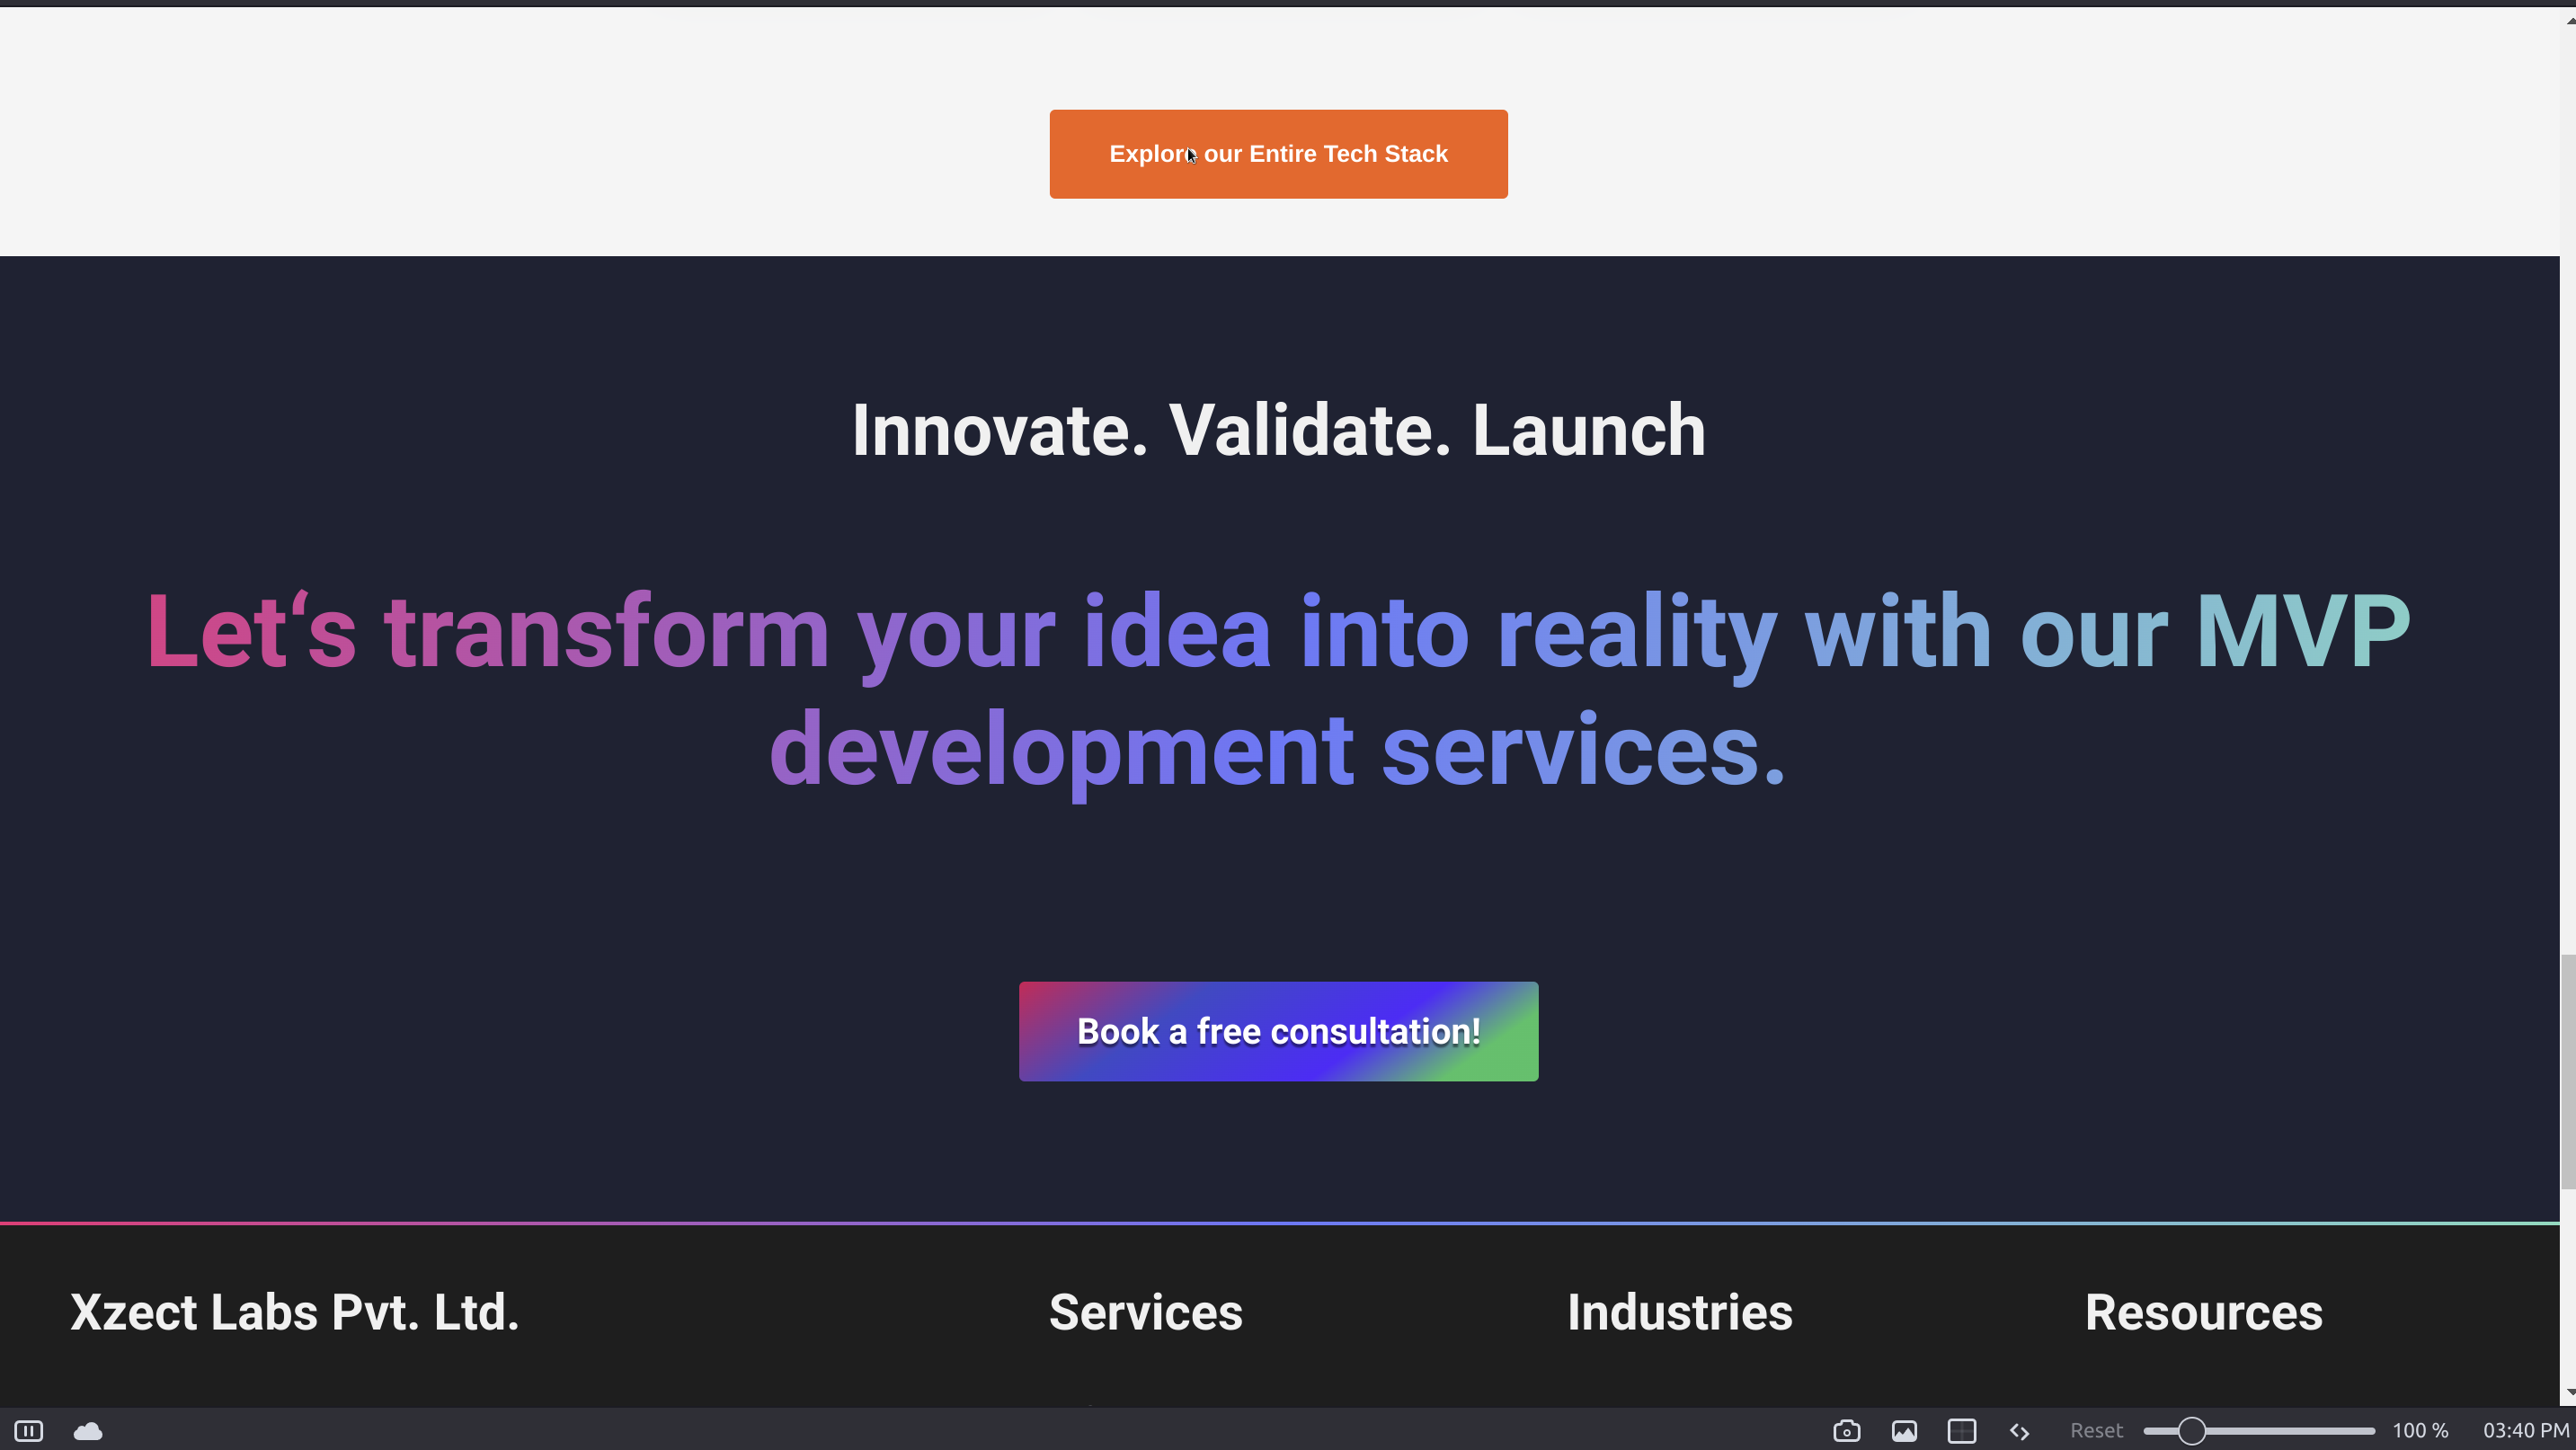 Explore our Entire Tech Stack
Innovate. Validate. Launch
Let‘s transform your idea into reality with our MVP
development services.
Book a free consultation!
Xzect Labs Pvt. Ltd.
Services
Industries
Resources
Reset
100 %
03:40 PM